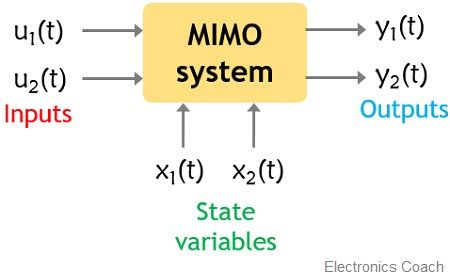 u₁(t)
u₂(t)
Inputs
MIMO
system
y₁(t)
y₂(t)
Outputs
x₁(t) x₂(t)
State
variables
Electronics Coach